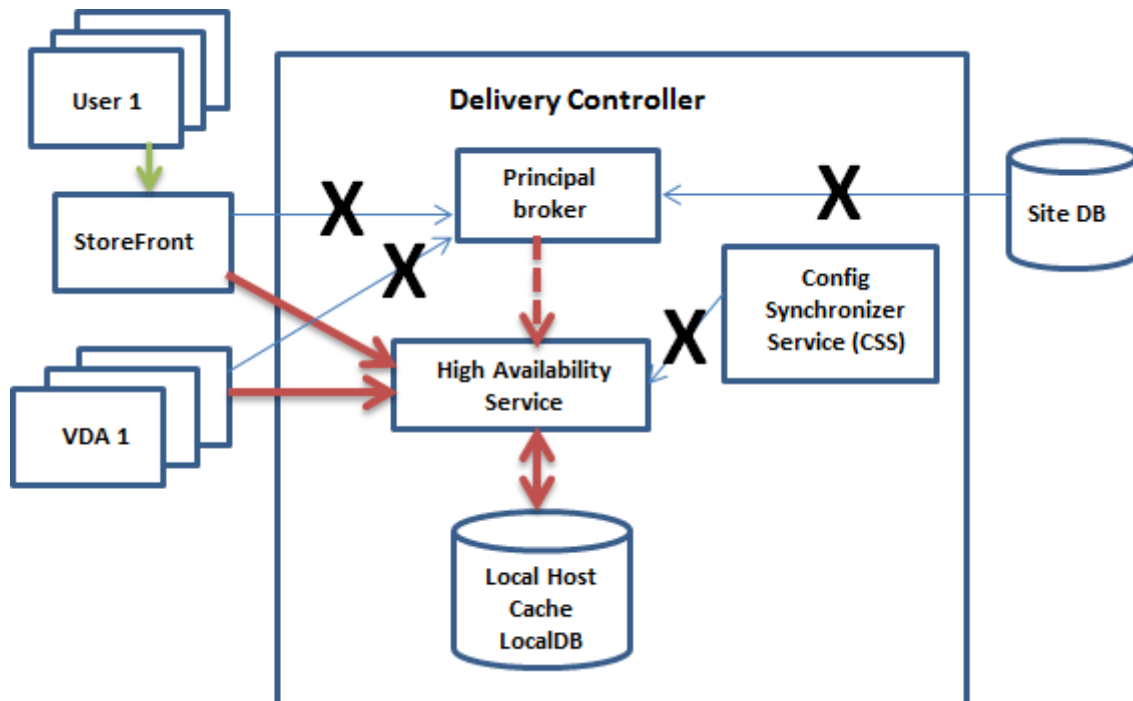 User 1
Delivery Controller
Principal
broker
X
X
StoreFront
Site DB
X
Config
Synchronizer
Service (CSS)
X
High Availability
Service
VDA 1
Local Host
Cache
LocalDB